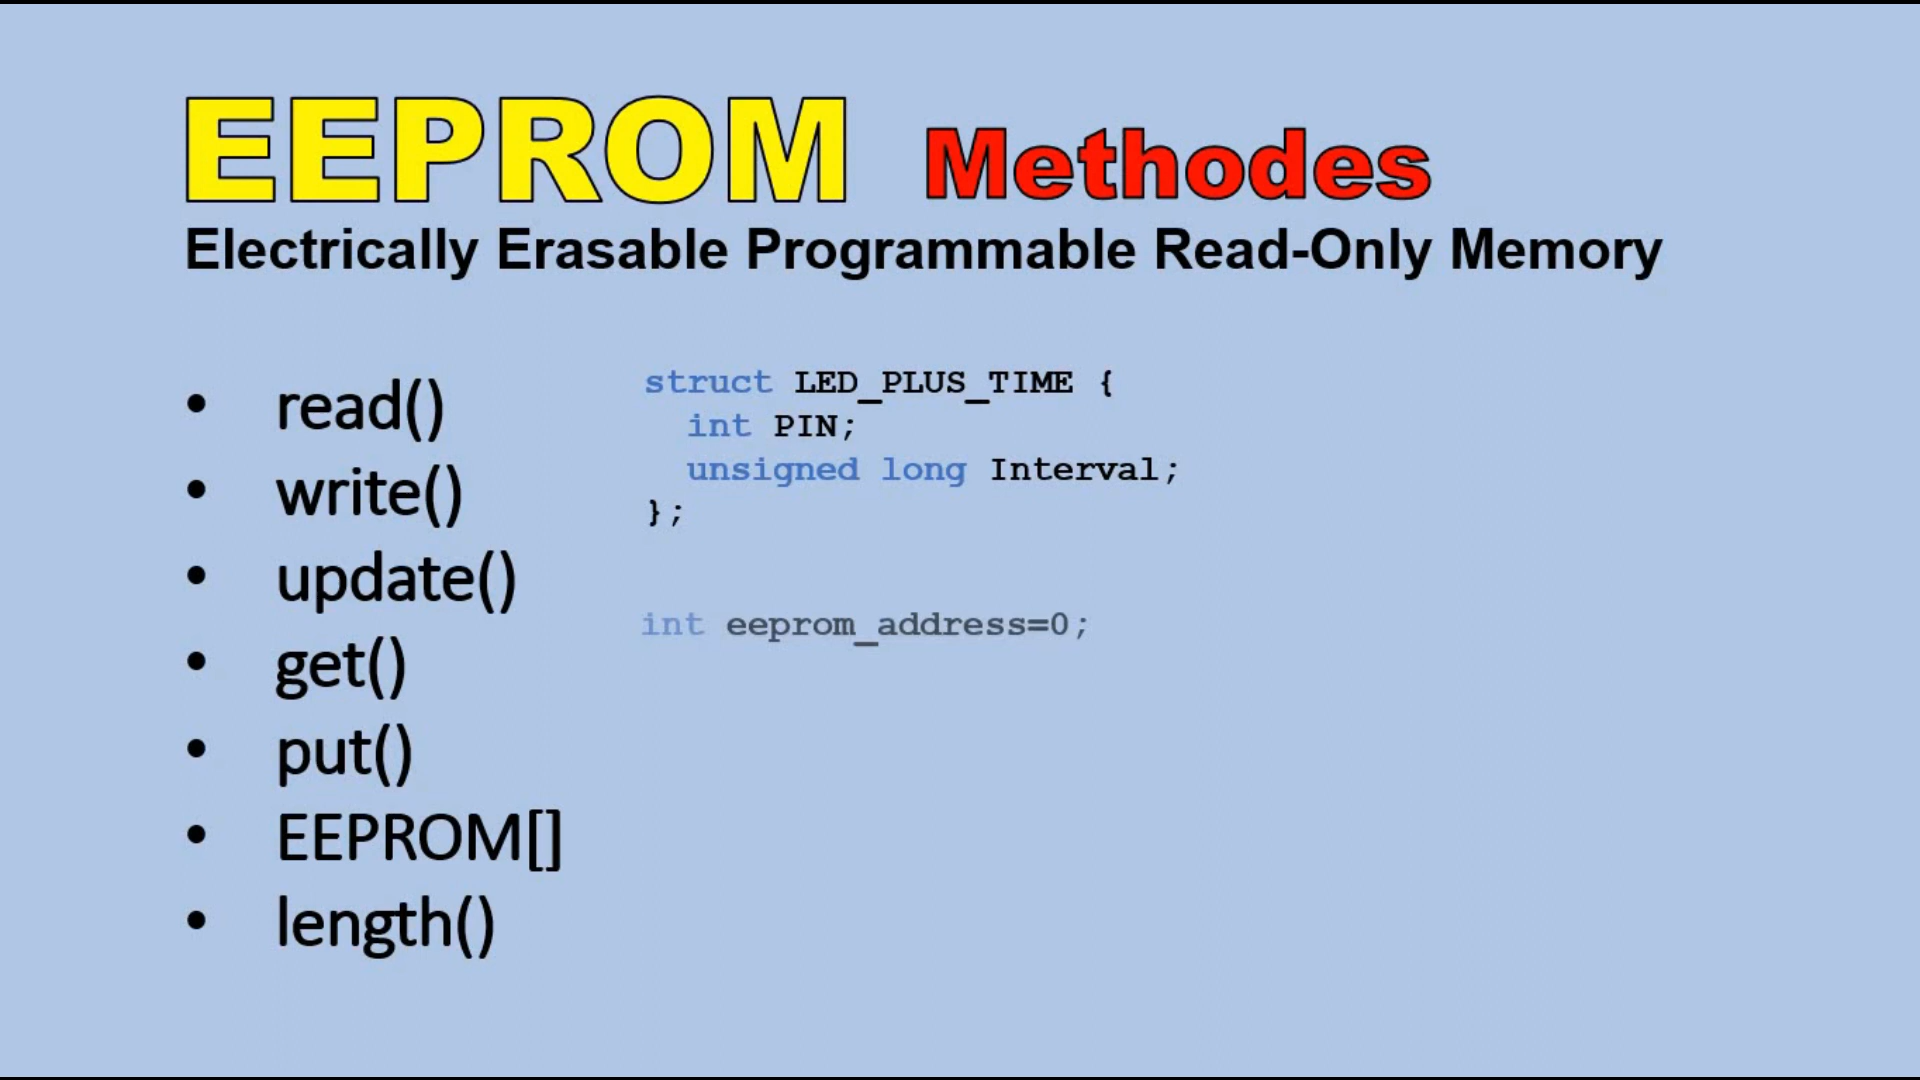 EEPROM Methodes
Electrically Erasable Programmable Read-Only Memory
• read()
• write()
• update()
• get()
• put()
• EEPROM[]
• length()
struct LED_PLUS_TIME {
  int PIN;
  unsigned long Interval;
};
int eeprom_address=0;